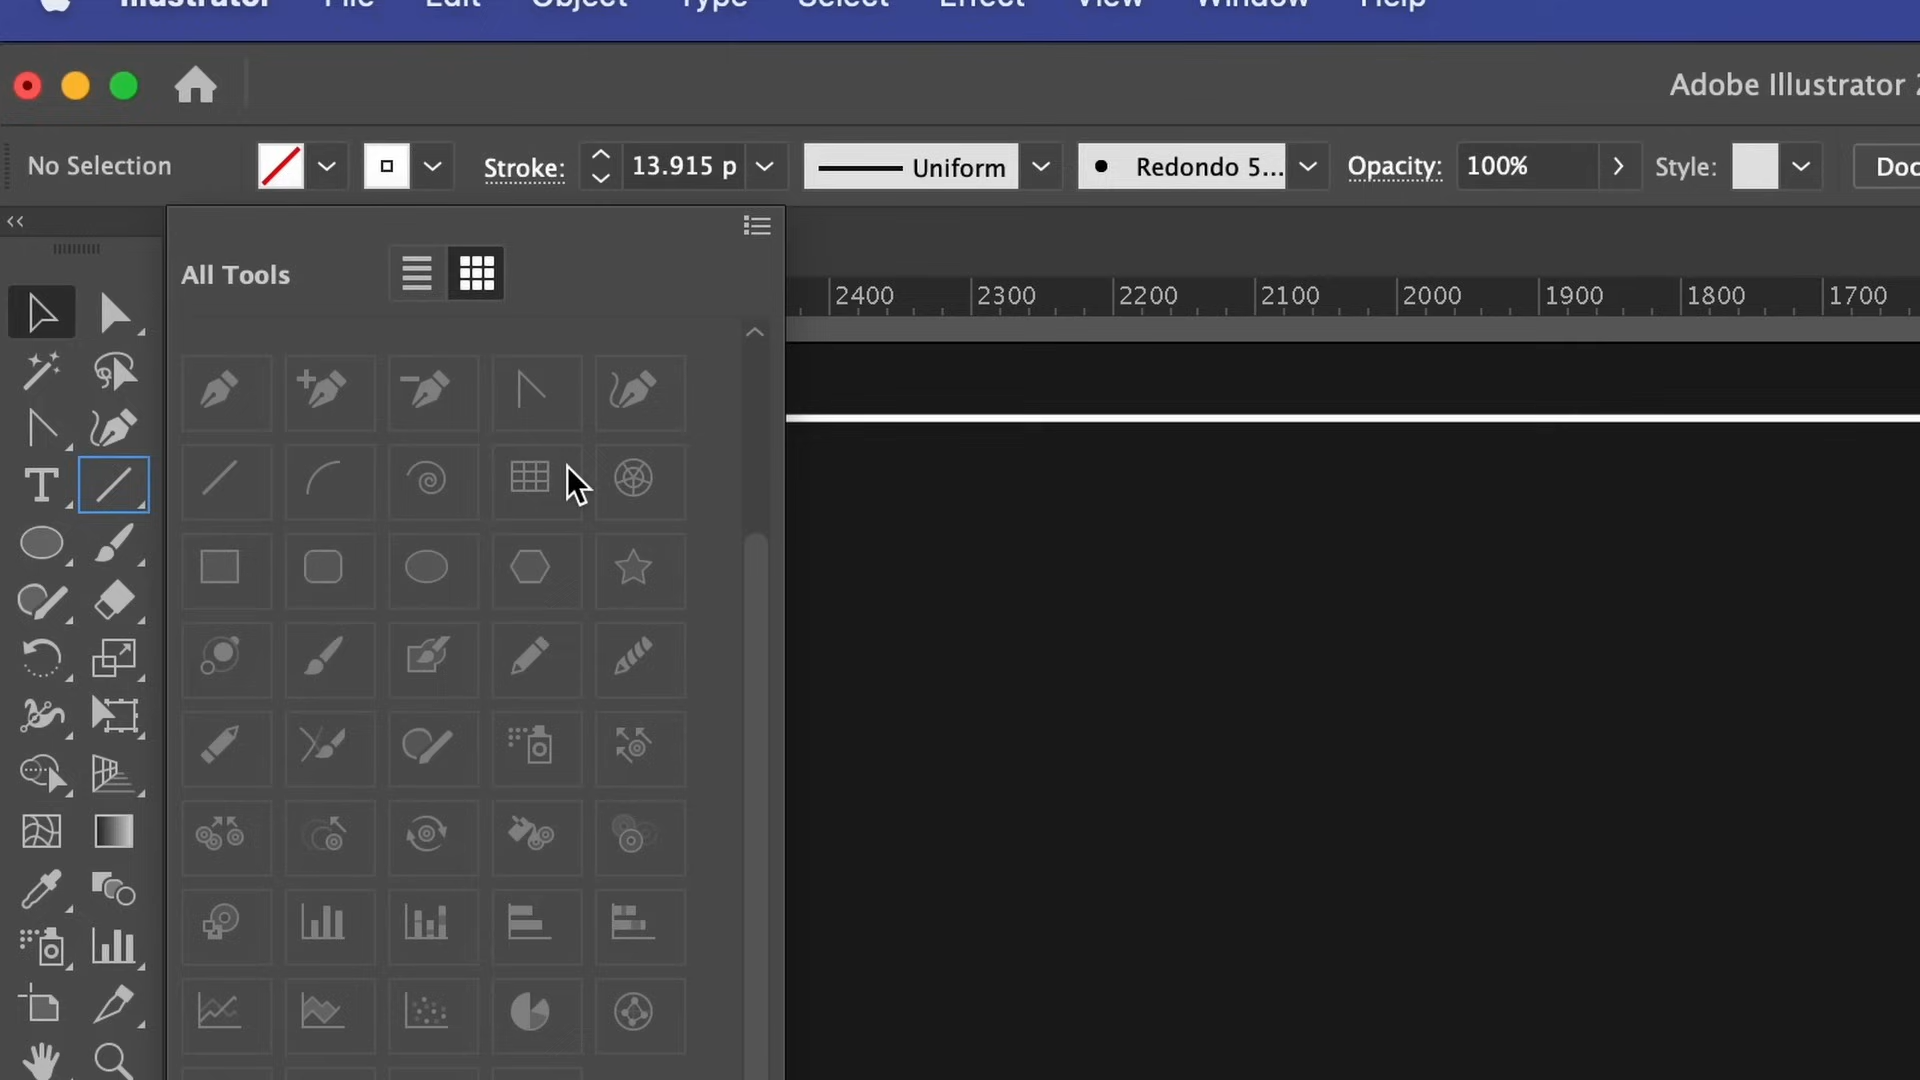 Illustrator File Edit Object Type Select Effect View Window Help
Adobe Illustrator 2
No Selection Stroke: 13.915 p Uniform Redondo 5... Opacity: 100% Style: Doc
All Tools
2400 2300 2200 2100 2000 1900 1800 1700